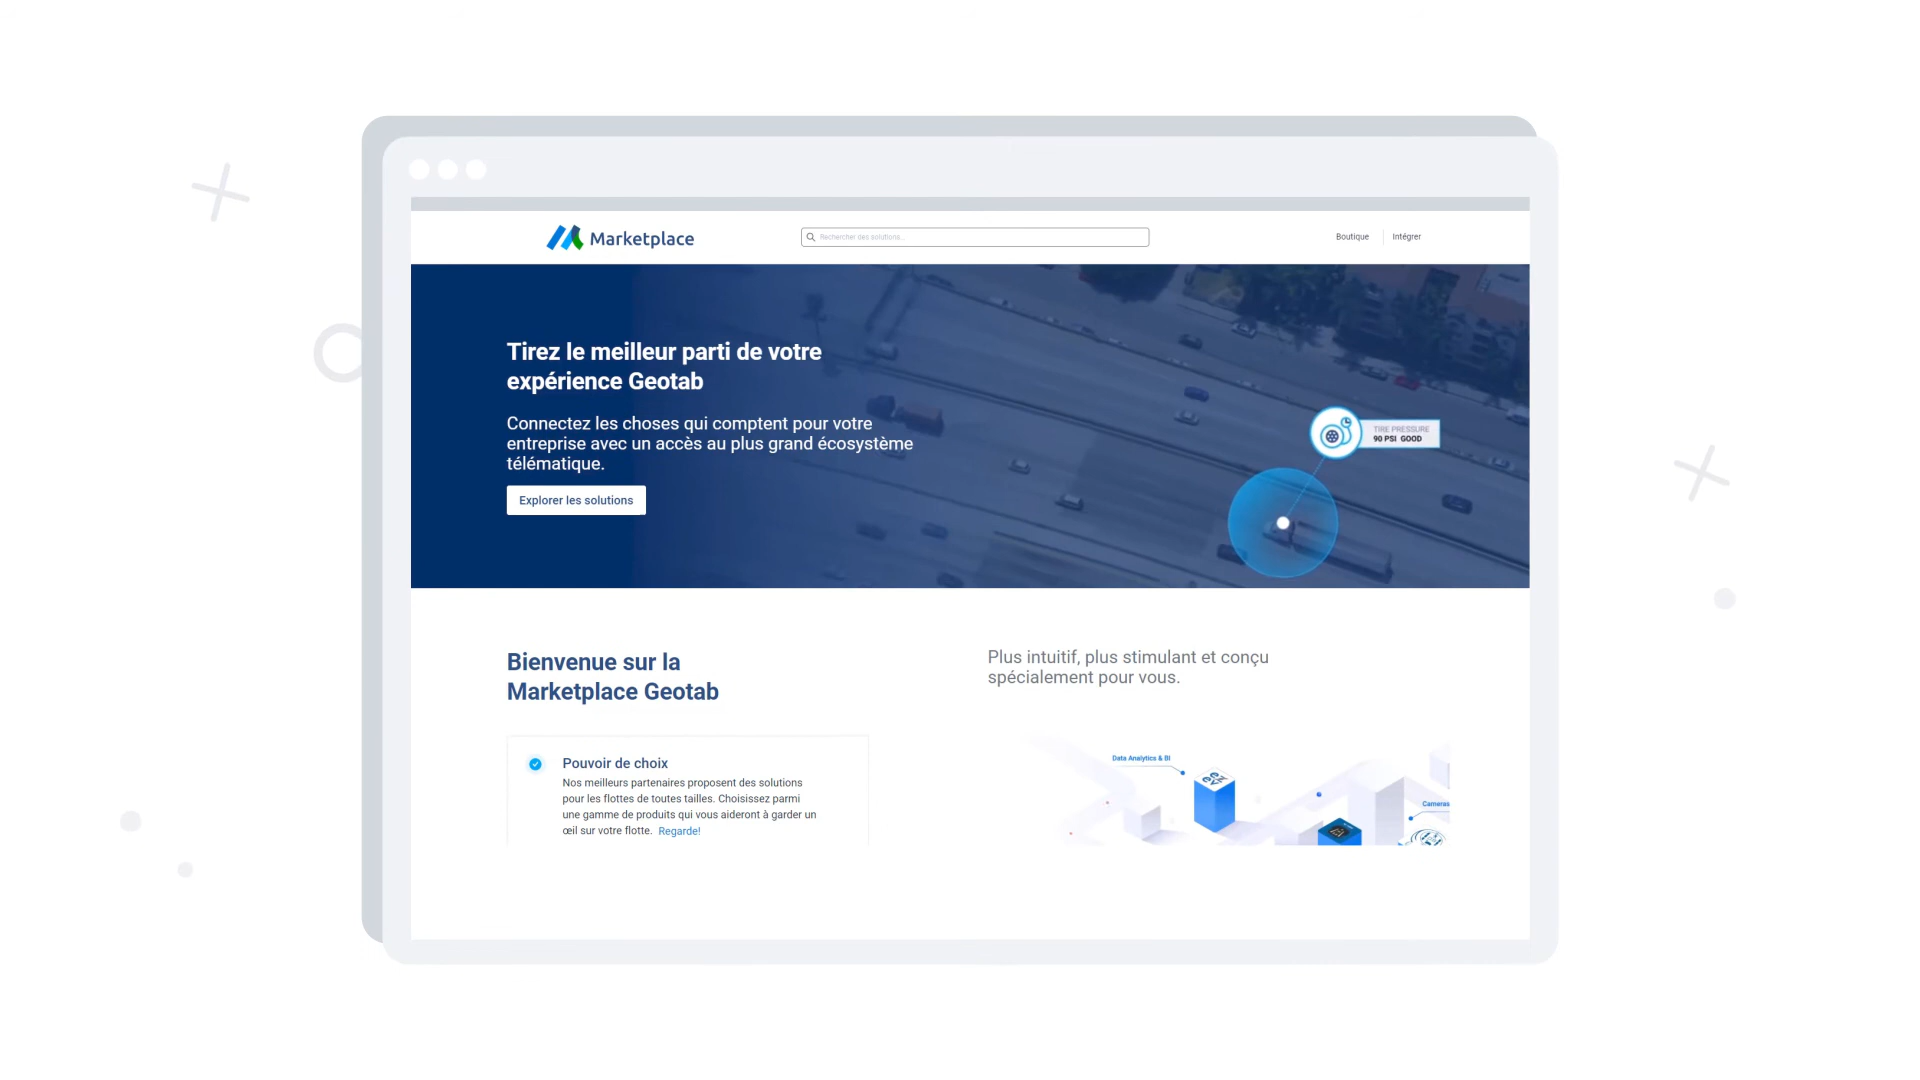 Marketplace
Rechercher des solutions...
Boutique
Intégrer
Tirez le meilleur parti de votre
expérience Geotab
Connectez les choses qui comptent pour votre
entreprise avec un accès au plus grand écosystème
télématique.
Explorer les solutions
TIRE PRESSURE
90 PSI GOOD
Bienvenue sur la
Marketplace Geotab
Plus intuitif, plus stimulant et conçu
spécialement pour vous.
Pouvoir de choix
Nos meilleurs partenaires proposent des solutions
pour les flottes de toutes tailles. Choisissez parmi
une gamme de produits qui vous aideront à garder un
œil sur votre flotte. Regarde!
Data Analytics & BI
Cameras